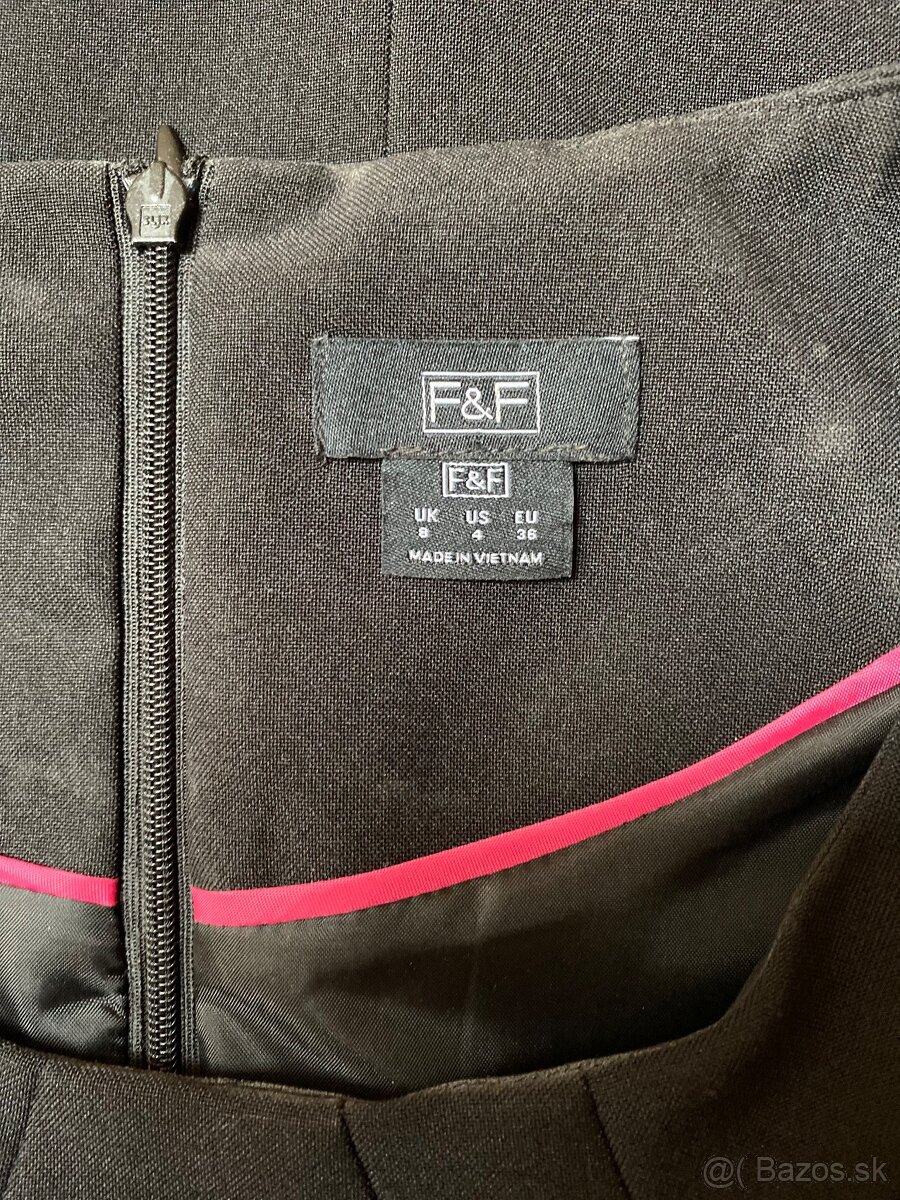 F&F
F&F
UK US EU
8 4 36
MADE IN VIETNAM
@( Bazos.sk